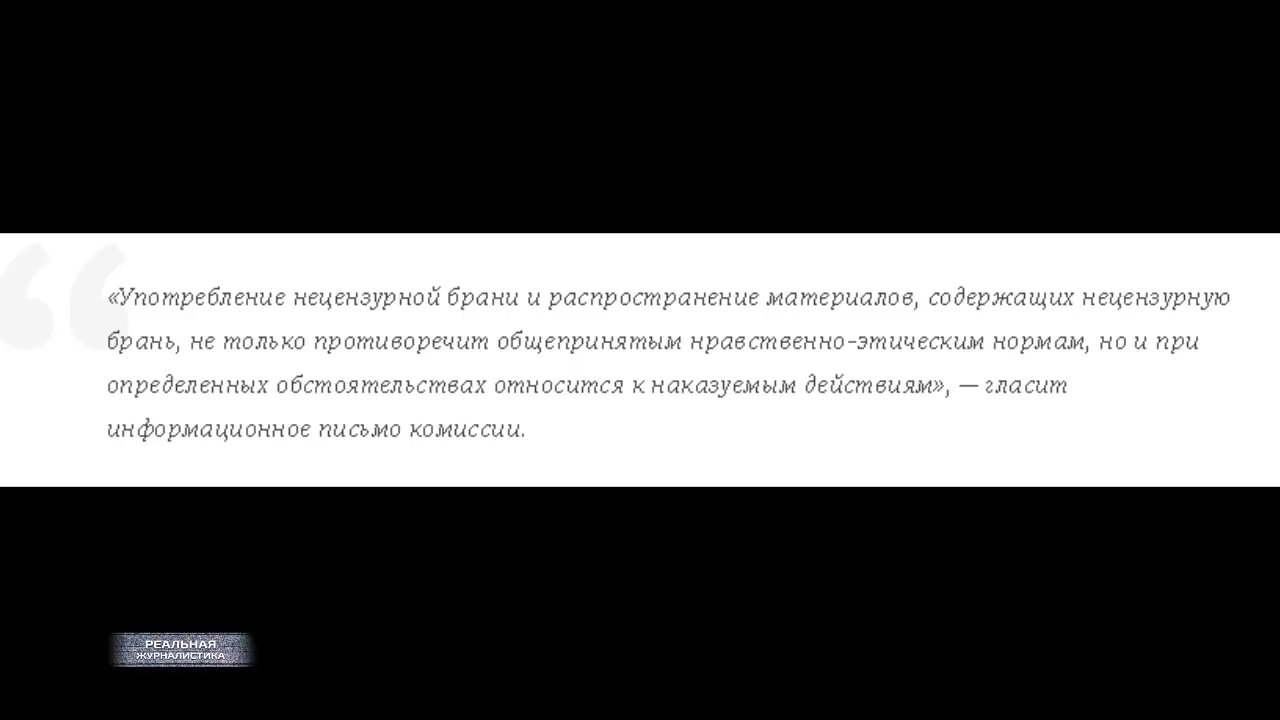 «Употребление нецензурной брани и распространение материалов, содержащих нецензурную
брань, не только противоречит общепринятым нравственно-этическим нормам, но и при
определенных обстоятельствах относится к наказуемым действиям», — гласит
информационное письмо комиссии.
РЕАЛЬНАЯ
ЖУРНАЛИСТИКА